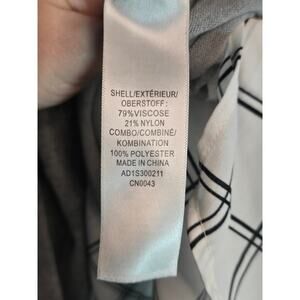 SHELL/EXTÉRIEUR/
OBERSTOFF:
79%VISCOSE
21% NYLON
COMBO/COMBINÉ/
KOMBINATION
100% POLYESTER
MADE IN CHINA
AD1S300211
CN0043